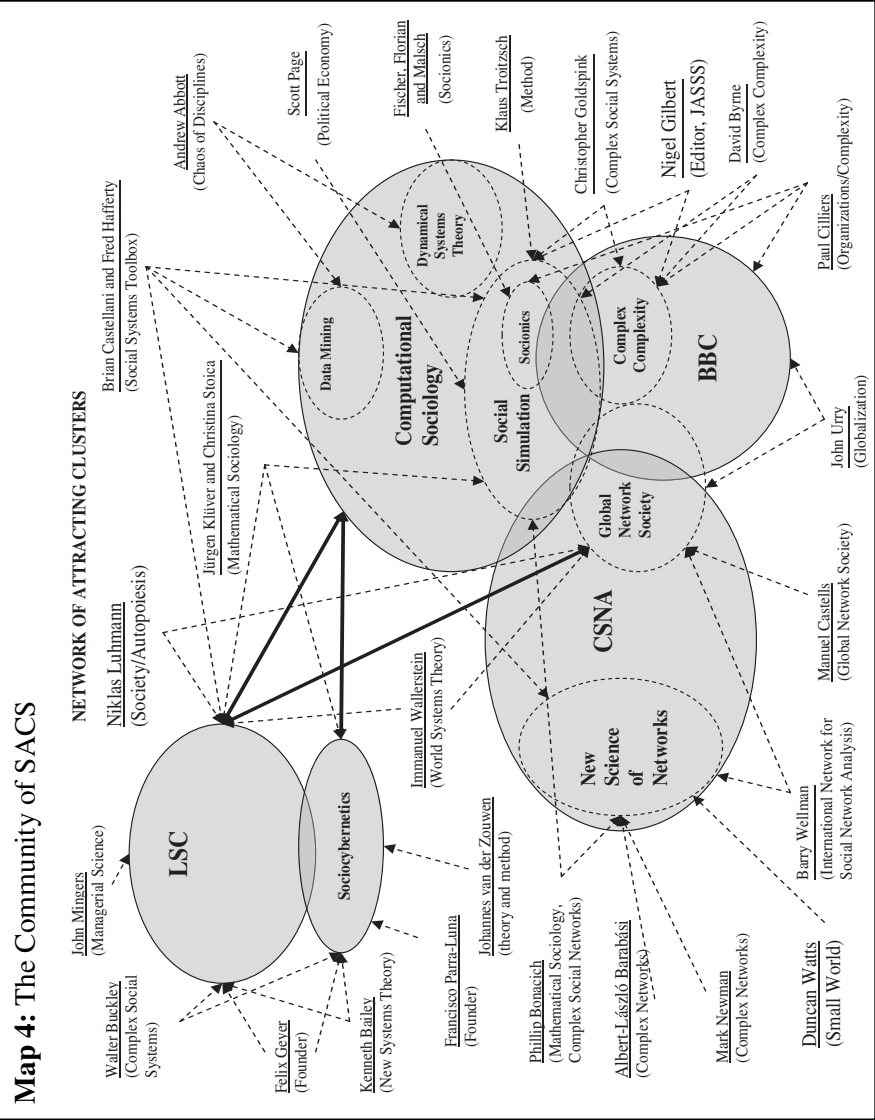 Map 4: The Community of SACS
NETWORK OF ATTRACTING CLUSTERS
John Mingers
(Managerial Science)
Walter Buckley
(Complex Social
Systems)
Felix Geyer
(Founder)
Kenneth Bailey
(New Systems Theory)
Francisco Parra-Luna
(Founder)
Johannes van der Zouwen
(theory and method)
LSC
Sociocybernetics
Niklas Luhmann
(Society/Autopoiesis)
Jürgen Klüver and Christina Stoica
(Mathematical Sociology)
Brian Castellani and Fred Hafferty
(Social Systems Toolbox)
Andrew Abbott
(Chaos of Disciplines)
Scott Page
(Political Economy)
Fischer, Florian
and Malsch
(Socionics)
Klaus Troitzsch
(Method)
Christopher Goldspink
(Complex Social Systems)
Nigel Gilbert
(Editor, JASSS)
David Byrne
(Complex Complexity)
Paul Cilliers
(Organizations/Complexity)
Data Mining
Dynamical
Systems
Theory
Computational
Sociology
Social
Simulation
Socionics
Complex
Complexity
BBC
John Urry
(Globalization)
Immanuel Wallerstein
(World Systems Theory)
Global
Network
Society
CSNA
New
Science
of
Networks
Manuel Castells
(Global Network Society)
Barry Wellman
(International Network for
Social Network Analysis)
Phillip Bonacich
(Mathematical Sociology,
Complex Social Networks)
Albert-László Barabási
(Complex Networks)
Mark Newman
(Complex Networks)
Duncan Watts
(Small World)